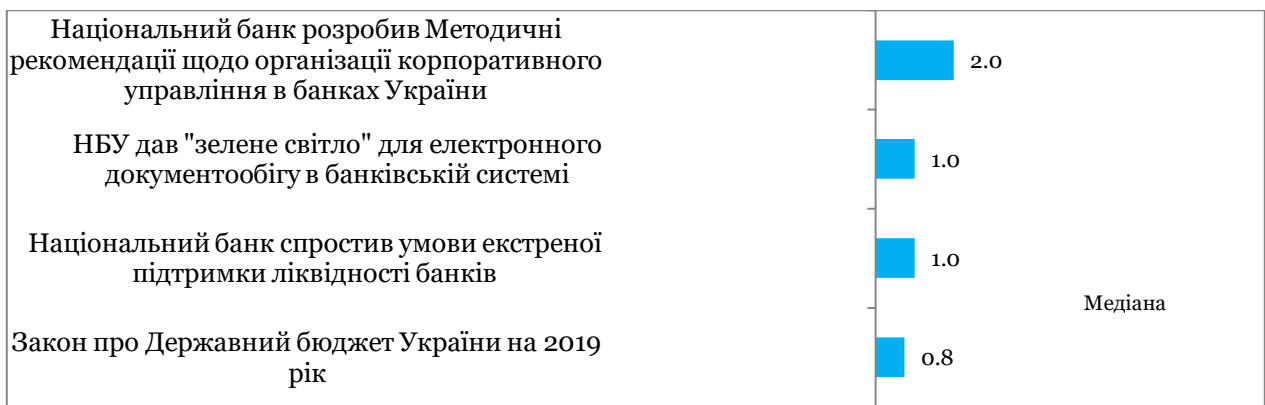 Національний банк розробив Методичні
рекомендації щодо організації корпоративного
управління в банках України
2.0
НБУ дав "зелене світло" для електронного
документообігу в банківській системі
1.0
Національний банк спростив умови екстреної
підтримки ліквідності банків
1.0
Медіана
Закон про Державний бюджет України на 2019
рік
0.8